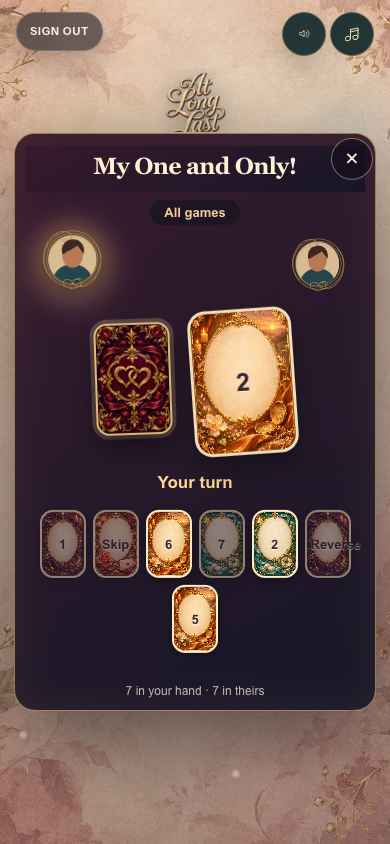 SIGN OUT
At
Long
Last
My One and Only!
All games
2
Your turn
1
Skip
6
7
2
Reverse
5
7 in your hand · 7 in theirs